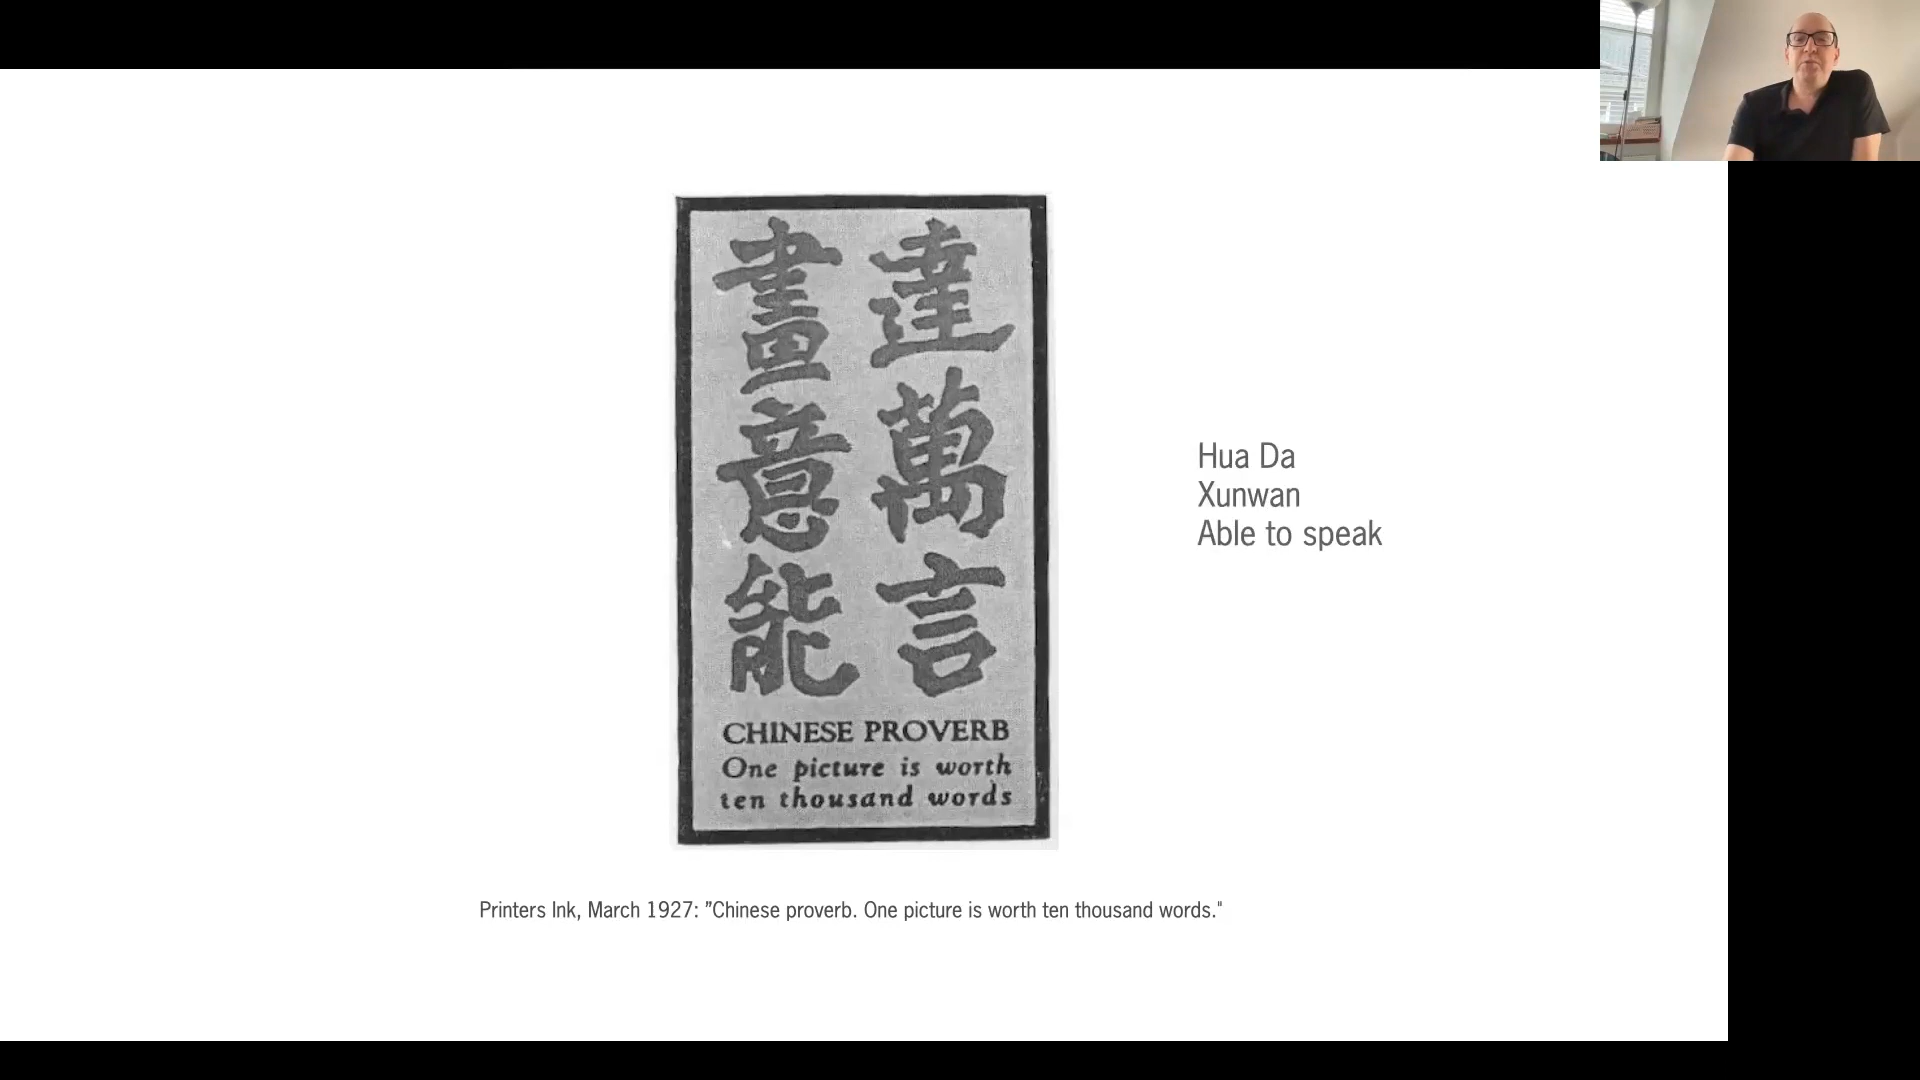 畫意能
達萬言
CHINESE PROVERB
One picture is worth
ten thousand words
Hua Da
Xunwan
Able to speak
Printers Ink, March 1927: ”Chinese proverb. One picture is worth ten thousand words."